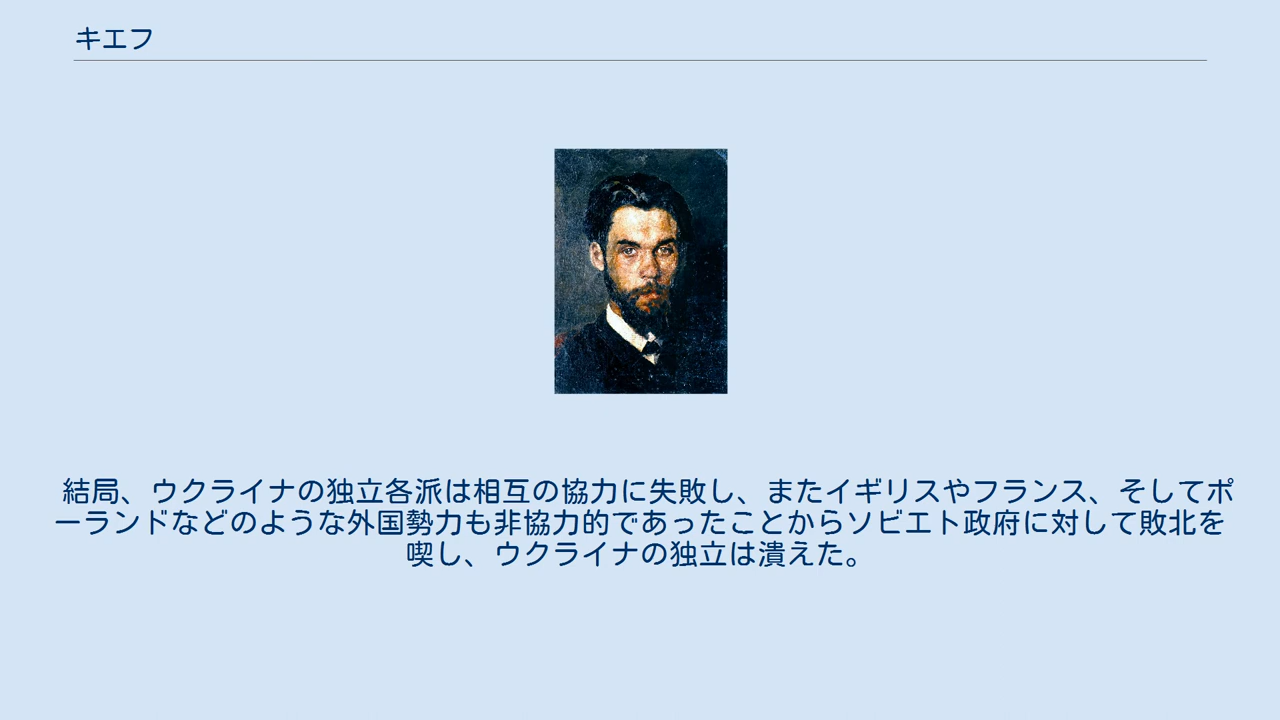 キエフ
結局、ウクライナの独立各派は相互の協力に失敗し、またイギリスやフランス、そしてポ
ーランドなどのような外国勢力も非協力的であったことからソビエト政府に対して敗北を
喫し、ウクライナの独立は潰えた。